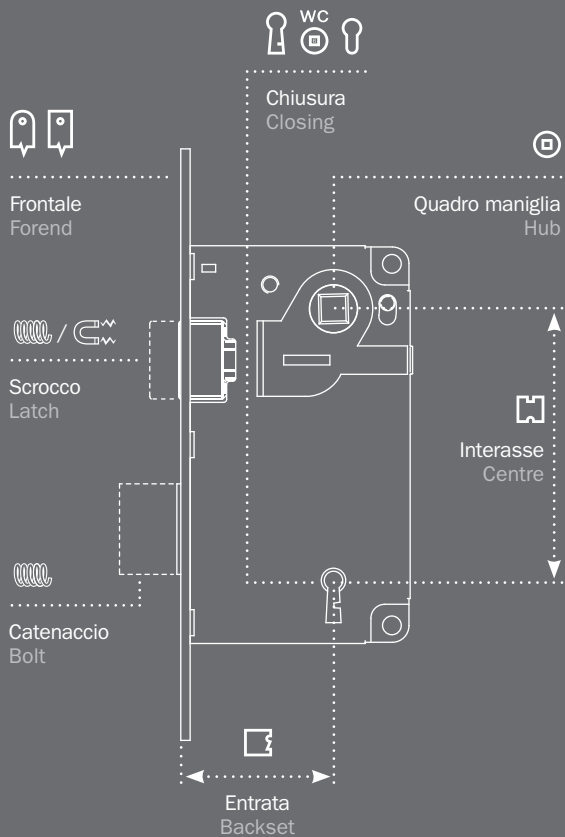 WC
Chiusura
Closing
Frontale
Forend
Quadro maniglia
Hub
Scrocco
Latch
Interasse
Centre
Catenaccio
Bolt
Entrata
Backset